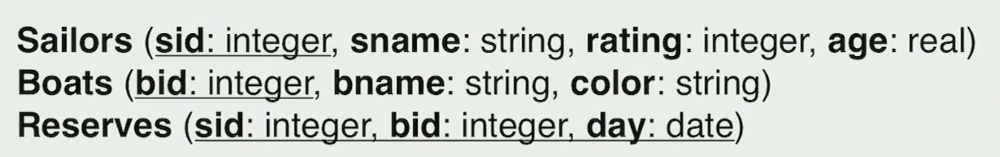 Sailors (sid: integer, sname: string, rating: integer, age: real)
Boats (bid: integer, bname: string, color: string)
Reserves (sid: integer, bid: integer, day: date)